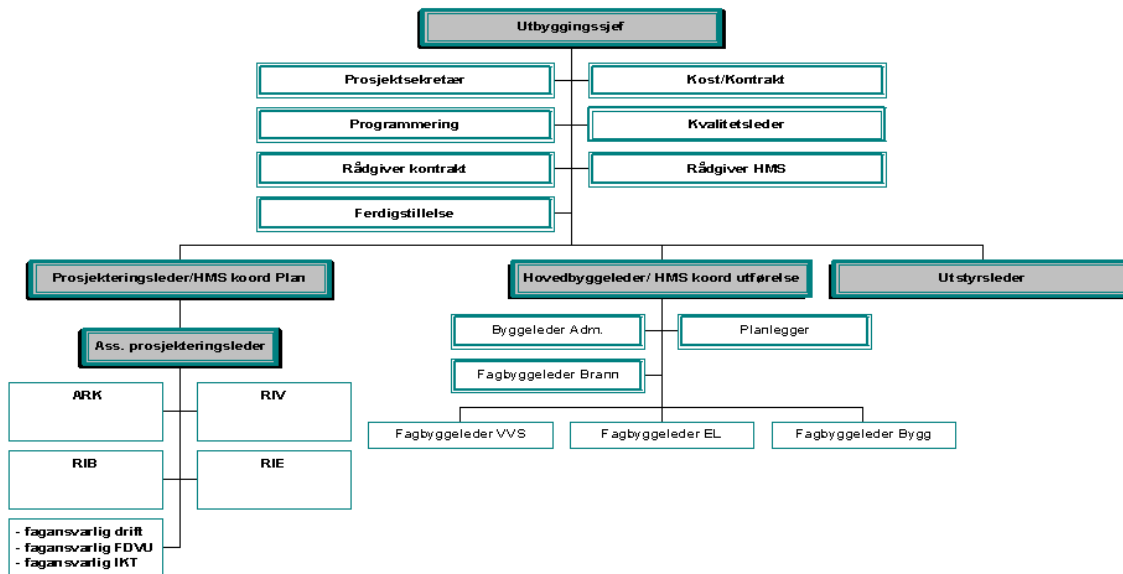 Utbyggingssjef
Prosjektsekretær
Kost/Kontrakt
Programmering
Kvalitetsleder
Rådgiver kontrakt
Rådgiver HMS
Ferdigstillelse
Prosjekteringsleder/HMS koord Plan
Hovedbyggeleder/ HMS koord utførelse
Utstyrsleder
Byggeleder Adm.
Planlegger
Ass. prosjekteringsleder
Fagbyggeleder Brann
ARK
RIV
Fagbyggeleder VVS
Fagbyggeleder EL
Fagbyggeleder Bygg
RIB
RIE
- fagansvarlig drift
- fagansvarlig FDVU
- fagansvarlig IKT